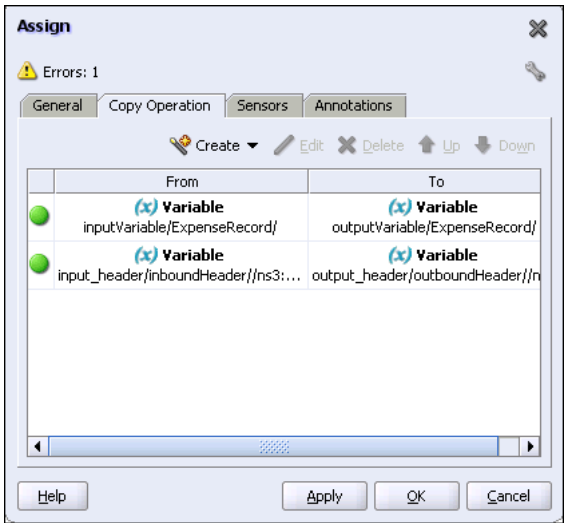 Assign
Errors: 1
General Copy Operation Sensors Annotations
Create Edit Delete Up Down
From To
(x) Variable (x) Variable
inputVariable/ExpenseRecord/ outputVariable/ExpenseRecord/
(x) Variable (x) Variable
input_header/inboundHeader//ns3:... output_header/outboundHeader//n
Help Apply OK Cancel